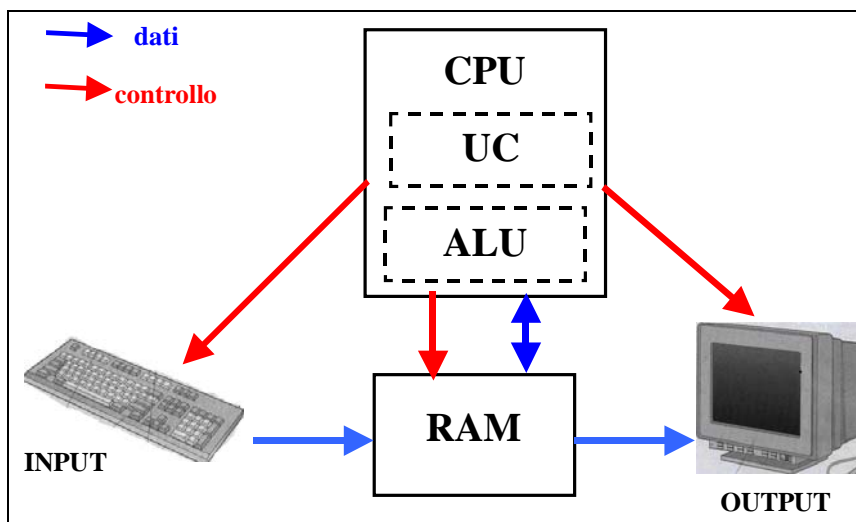 dati
controllo
CPU
UC
ALU
RAM
INPUT
OUTPUT